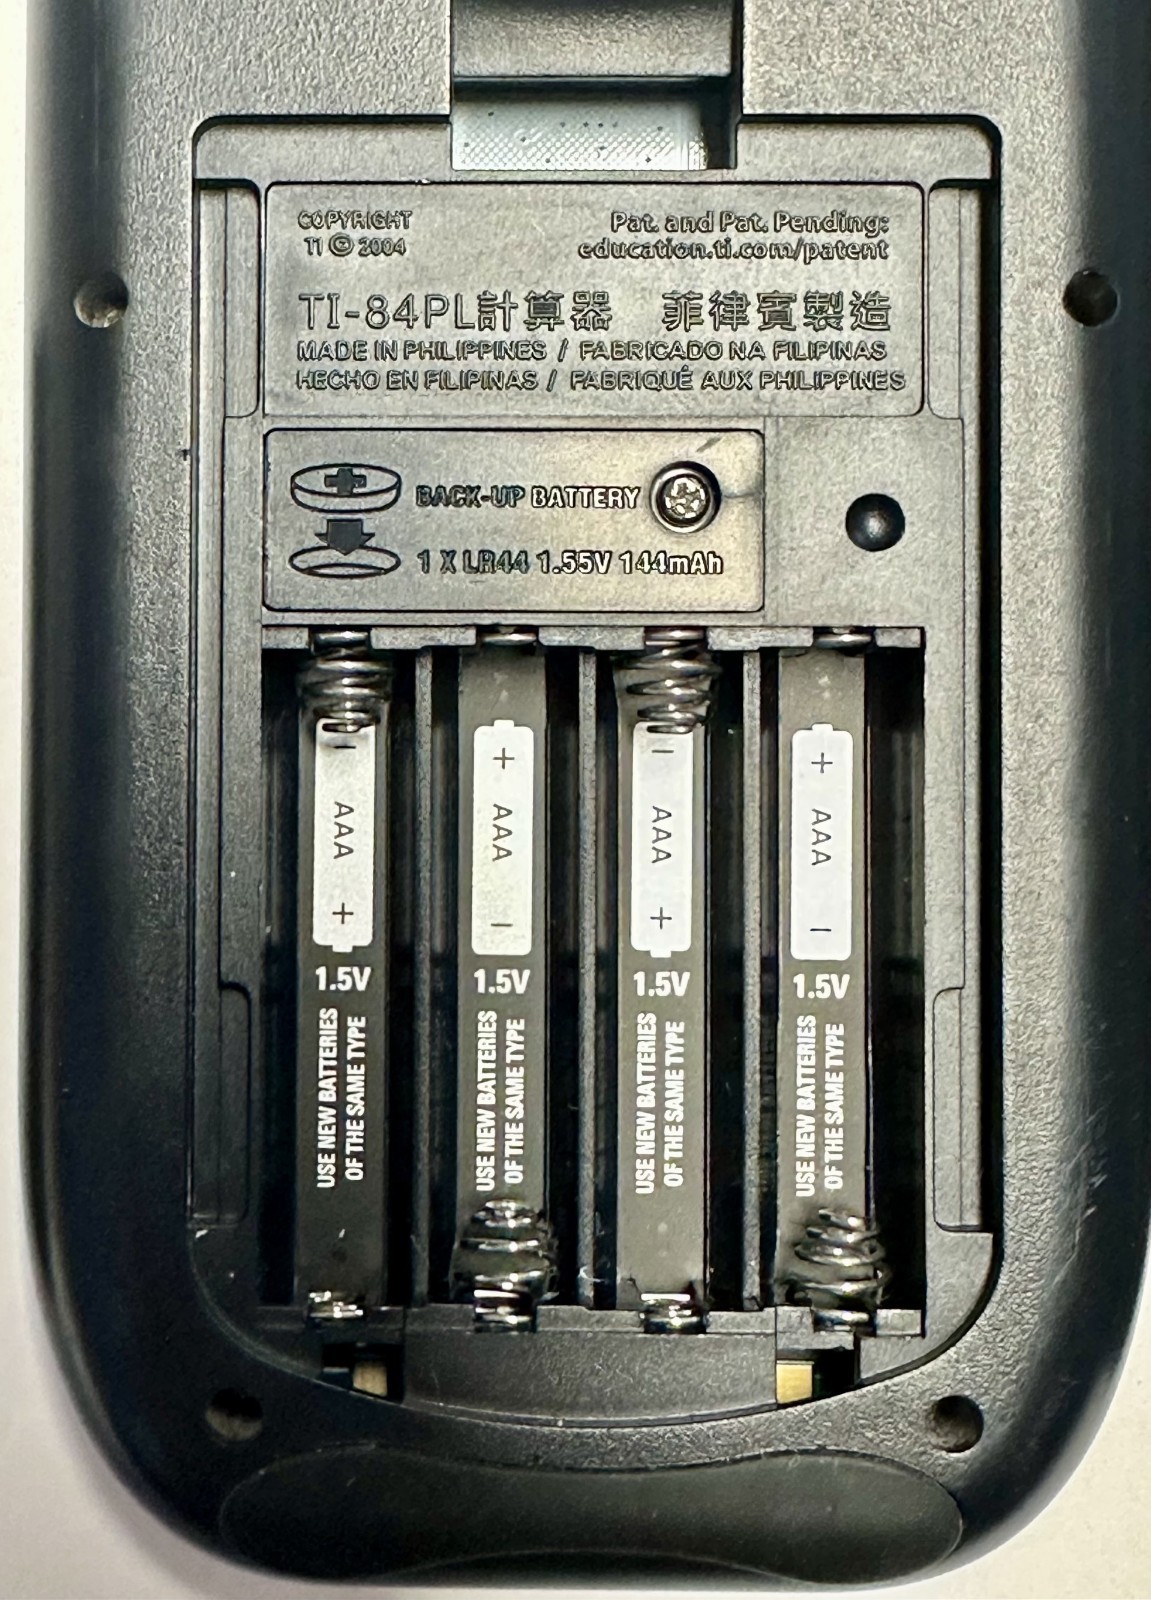 COPYRIGHT
TI © 2004
Pat. and Pat. Pending:
education.ti.com/patent
TI-84PL計算器 菲律賓製造
MADE IN PHILIPPINES / FABRICADO NA FILIPINAS
HECHO EN FILIPINAS / FABRIQUÉ AUX PHILIPPINES
BACK-UP BATTERY
1 X LR44 1.55V 144mAh
− AAA +
1.5V
USE NEW BATTERIES
OF THE SAME TYPE
+ AAA −
1.5V
USE NEW BATTERIES
OF THE SAME TYPE
− AAA +
1.5V
USE NEW BATTERIES
OF THE SAME TYPE
+ AAA −
1.5V
USE NEW BATTERIES
OF THE SAME TYPE